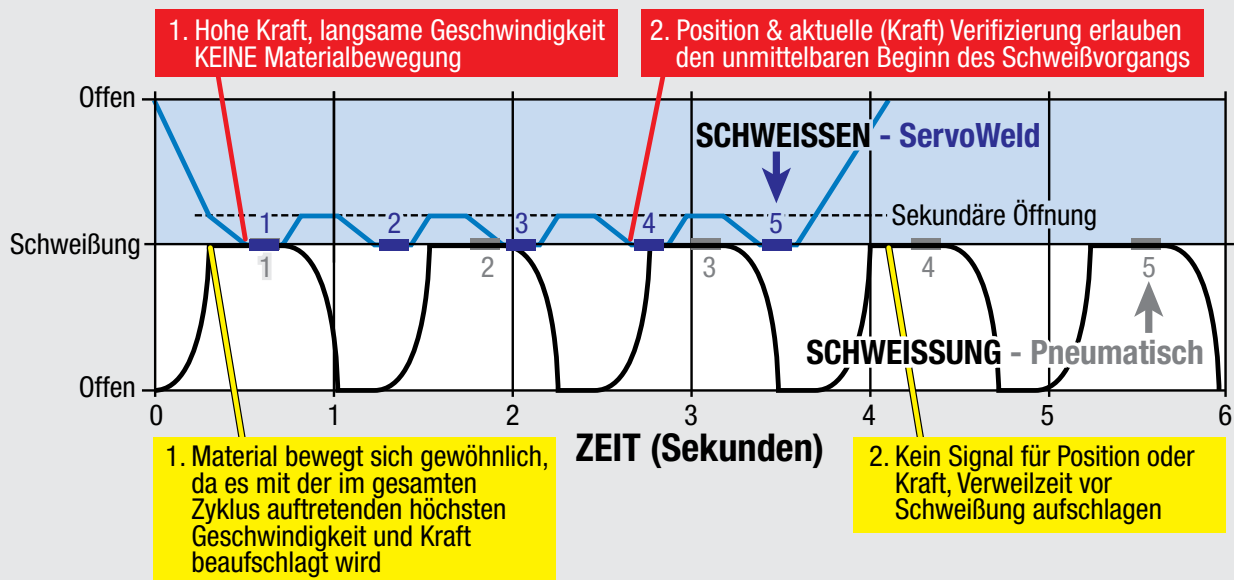 1. Hohe Kraft, langsame Geschwindigkeit
KEINE Materialbewegung
2. Position & aktuelle (Kraft) Verifizierung erlauben
den unmittelbaren Beginn des Schweißvorgangs
Offen
SCHWEISSEN - ServoWeld
1
2
3
4
5
Sekundäre Öffnung
Schweißung
1
2
3
4
5
SCHWEISSUNG - Pneumatisch
Offen
0
1
2
3
4
5
6
ZEIT (Sekunden)
1. Material bewegt sich gewöhnlich,
da es mit der im gesamten
Zyklus auftretenden höchsten
Geschwindigkeit und Kraft
beaufschlagt wird
2. Kein Signal für Position oder
Kraft, Verweilzeit vor
Schweißung aufschlagen